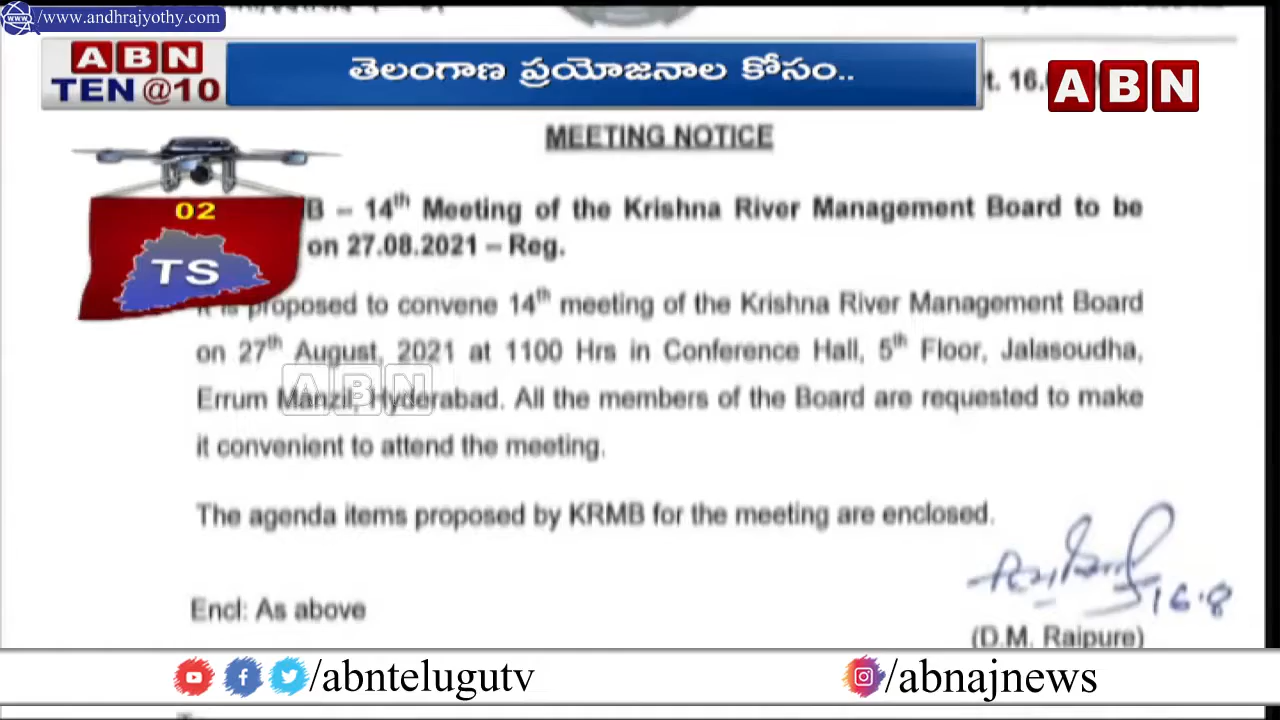 /www.andhrajyothy.com
ABN
TEN @10
తెలంగాణ ప్రయోజనాల కోసం..
ABN
t. 16.
MEETING NOTICE
02
TS
B – 14th Meeting of the Krishna River Management Board to be
on 27.08.2021 – Reg.
It is proposed to convene 14th meeting of the Krishna River Management Board
on 27th August, 2021 at 1100 Hrs in Conference Hall, 5th Floor, Jalasoudha,
Errum Manzil, Hyderabad. All the members of the Board are requested to make
it convenient to attend the meeting.
ABN
The agenda items proposed by KRMB for the meeting are enclosed.
16.8
Encl: As above
(D.M. Raipure)
/abntelugutv
/abnajnews